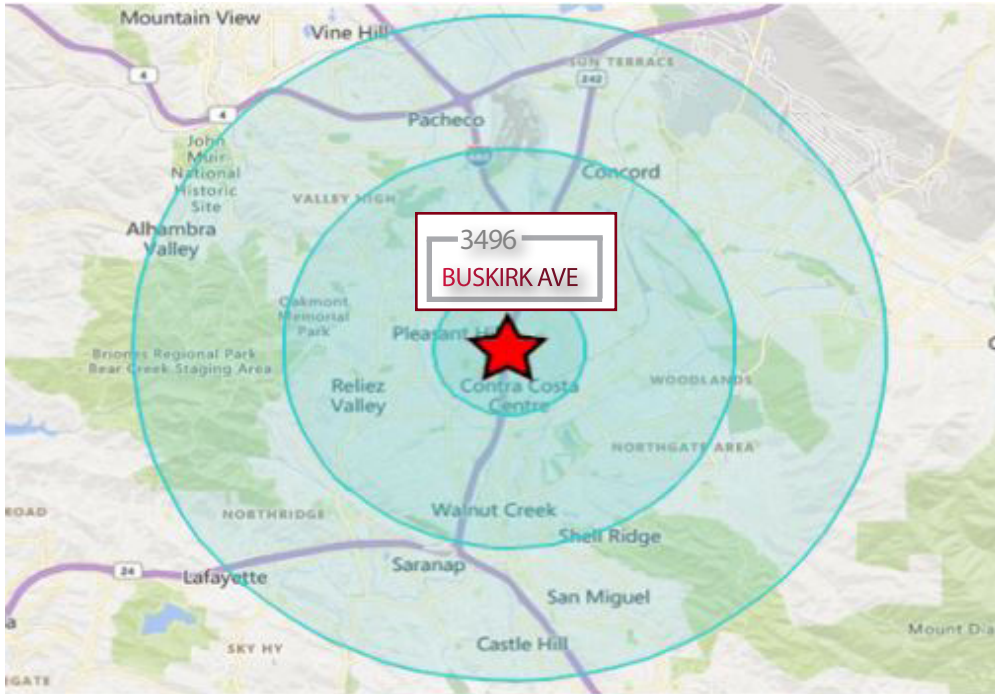 Mountain View
Vine Hill
SUN TERRACE
4
242
4
Pacheco
John
Muir
National
Historic
Site
680
Concord
VALLEY HIGH
Alhambra
Valley
3496
BUSKIRK AVE
Oakmont
Memorial
Park
Pleasant H
Briones Regional Park
Bear Creek Staging Area
Reliez
Valley
Contra Costa
Centre
WOODLANDS
NORTHGATE AREA
ROAD
NORTHRIDGE
Walnut Creek
Shell Ridge
Saranap
24
Lafayette
San Miguel
a
Castle Hill
SKY HY
Mount Dia
GATE